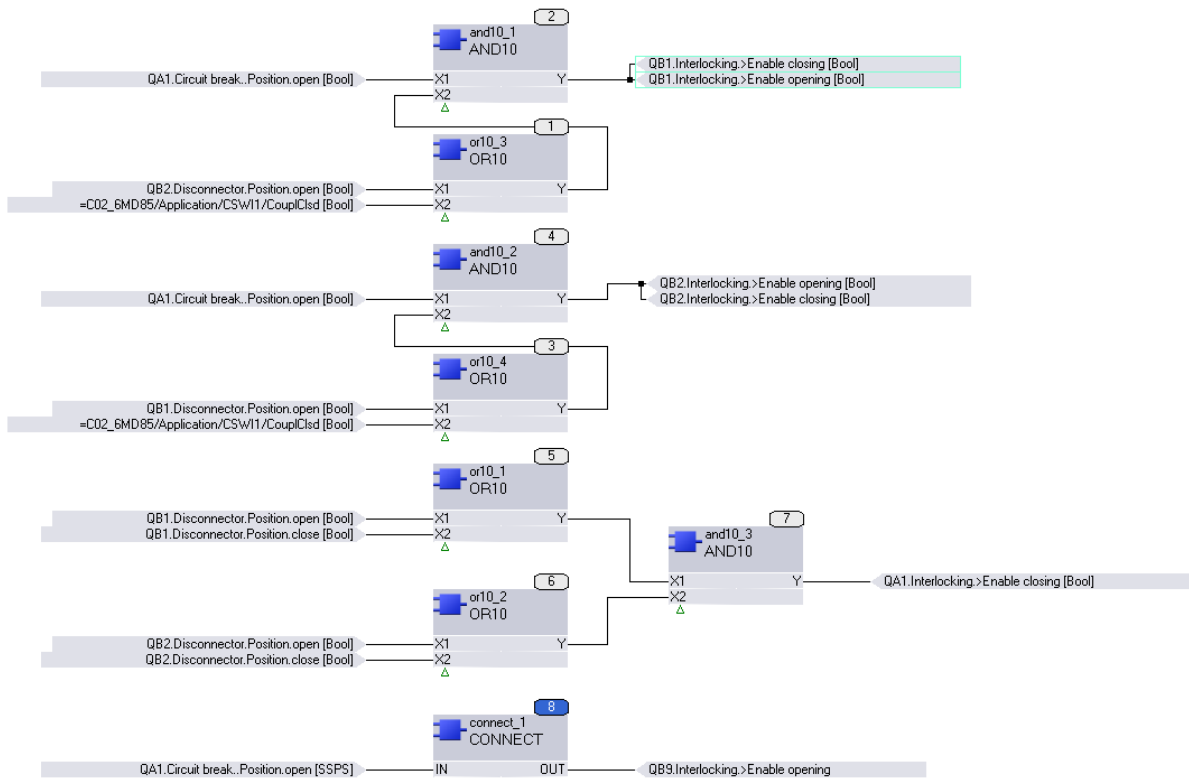 2
and10_1
AND10
QB1.Interlocking.>Enable closing [Bool]
QA1.Circuit break..Position.open [Bool]
X1
Y
QB1.Interlocking.>Enable opening [Bool]
X2
1
or10_3
OR10
QB2.Disconnector.Position.open [Bool]
X1
Y
=C02_6MD85/Application/CSWI1/CouplClsd [Bool]
X2
4
and10_2
AND10
QB2.Interlocking.>Enable opening [Bool]
QA1.Circuit break..Position.open [Bool]
X1
Y
QB2.Interlocking.>Enable closing [Bool]
X2
3
or10_4
OR10
QB1.Disconnector.Position.open [Bool]
X1
Y
=C02_6MD85/Application/CSWI1/CouplClsd [Bool]
X2
5
or10_1
OR10
QB1.Disconnector.Position.open [Bool]
X1
Y
QB1.Disconnector.Position.close [Bool]
X2
7
and10_3
AND10
X1
Y
QA1.Interlocking.>Enable closing [Bool]
X2
6
or10_2
OR10
QB2.Disconnector.Position.open [Bool]
X1
Y
QB2.Disconnector.Position.close [Bool]
X2
8
connect_1
CONNECT
QA1.Circuit break..Position.open [SSPS]
IN
OUT
QB9.Interlocking.>Enable opening